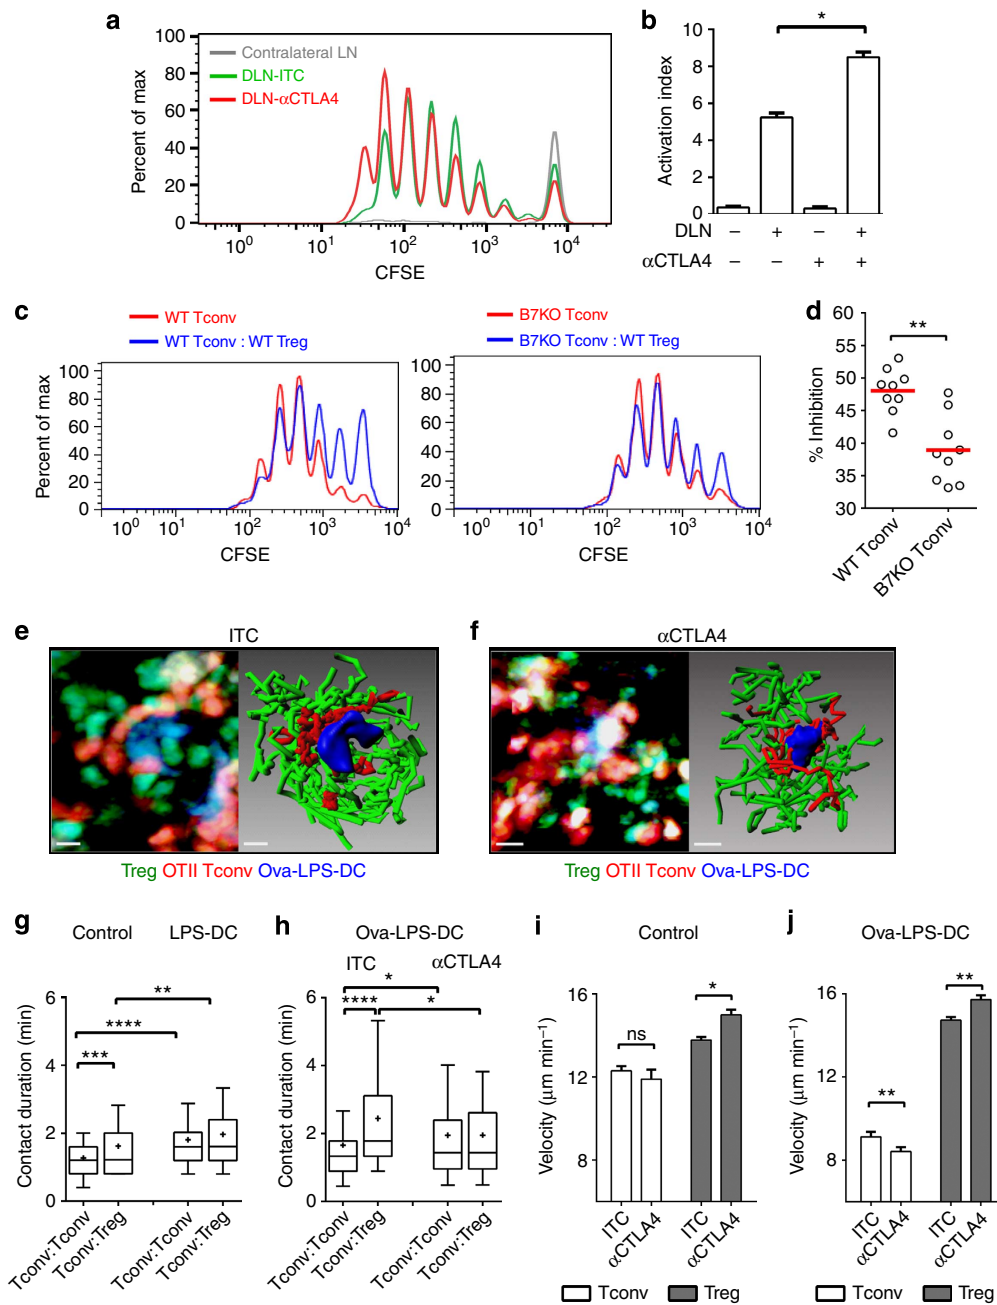 a
100
80
60
40
20
0
Percent of max
Contralateral LN
DLN-ITC
DLN-αCTLA4
10⁰ 10¹ 10² 10³ 10⁴
CFSE
b
10
8
6
4
2
0
Activation index
*
DLN – + – +
αCTLA4 – – + +
c
WT Tconv
WT Tconv : WT Treg
B7KO Tconv
B7KO Tconv : WT Treg
100
80
60
40
20
0
Percent of max
10⁰ 10¹ 10² 10³ 10⁴
CFSE
100
80
60
40
20
0
10⁰ 10¹ 10² 10³ 10⁴
CFSE
d
60
55
50
45
40
35
30
% Inhibition
**
WT Tconv
B7KO Tconv
e
ITC
Treg OTII Tconv Ova-LPS-DC
f
αCTLA4
Treg OTII Tconv Ova-LPS-DC
g
Control LPS-DC
6
4
2
0
Contact duration (min)
**
****
***
Tconv:Tconv
Tconv:Treg
Tconv:Tconv
Tconv:Treg
h
Ova-LPS-DC
ITC αCTLA4
6
4
2
0
Contact duration (min)
*
**** *
Tconv:Tconv
Tconv:Treg
Tconv:Tconv
Tconv:Treg
i
Control
16
12
8
Velocity (µm min⁻¹)
ns
*
ITC
αCTLA4
ITC
αCTLA4
Tconv Treg
j
Ova-LPS-DC
16
12
8
Velocity (µm min⁻¹)
**
**
ITC
αCTLA4
ITC
αCTLA4
Tconv Treg